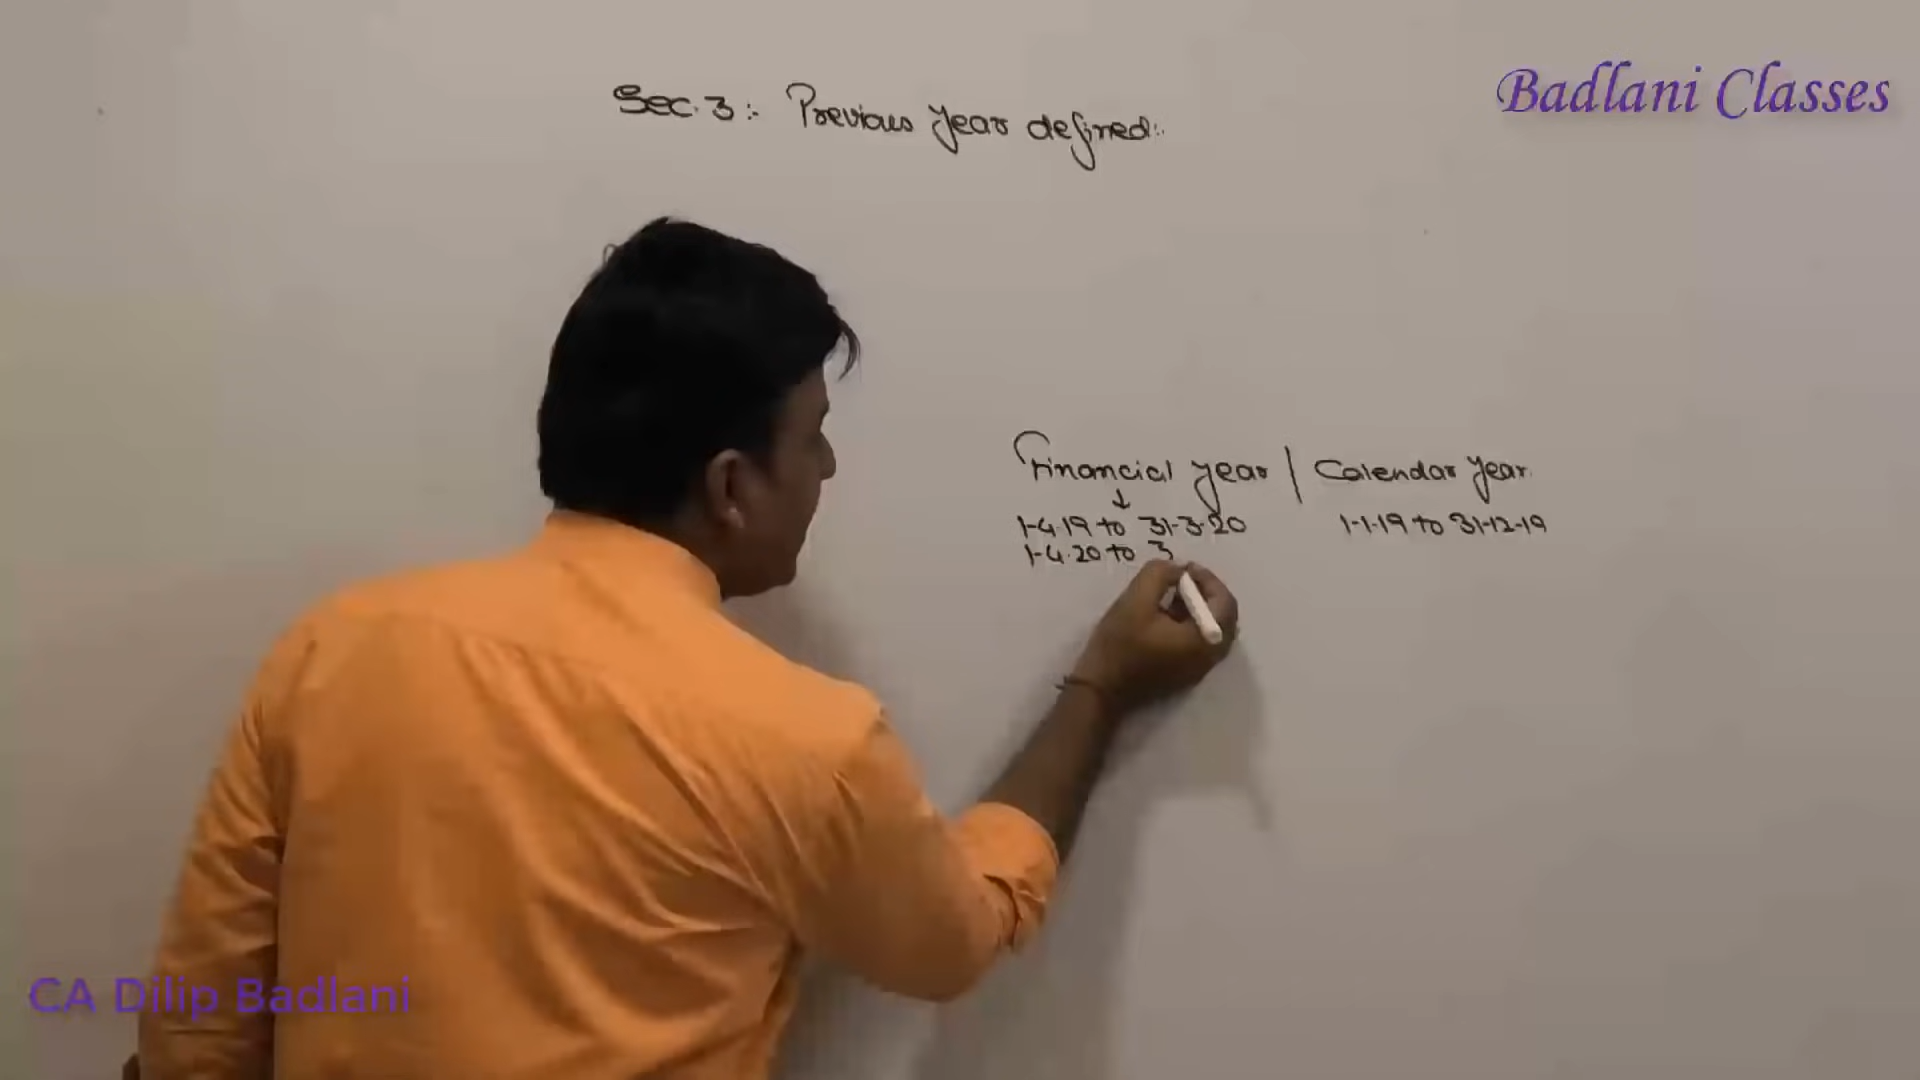 Badlani Classes
Sec. 3:- Previous year defined:-
Financial year | Calendar year
↓
1-4-19 to 31-3-20 1-1-19 to 31-12-19
1-4-20 to 3
CA Dilip Badlani